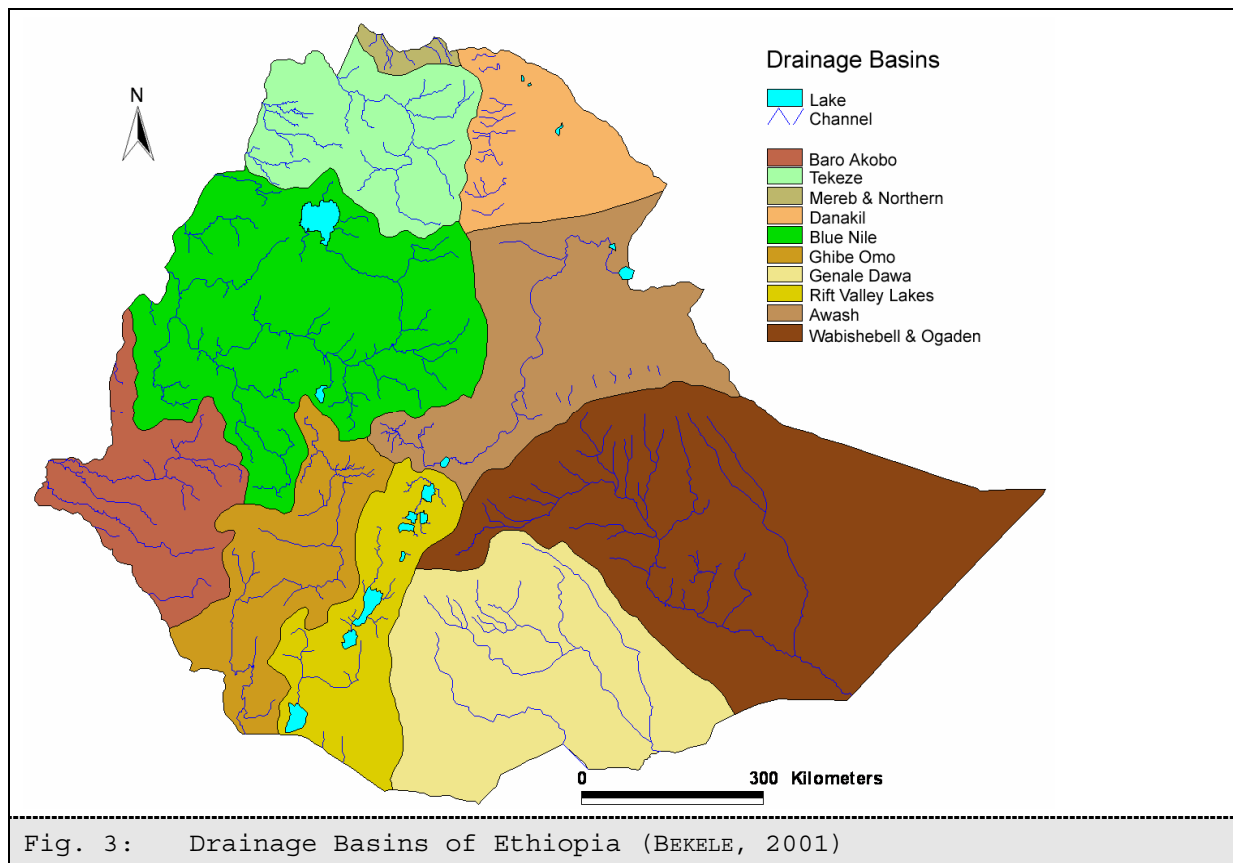 Drainage Basins
Lake
Channel
Baro Akobo
Tekeze
Mereb & Northern
Danakil
Blue Nile
Ghibe Omo
Genale Dawa
Rift Valley Lakes
Awash
Wabishebell & Ogaden
N
0 300 Kilometers
Fig. 3: Drainage Basins of Ethiopia (BEKELE, 2001)